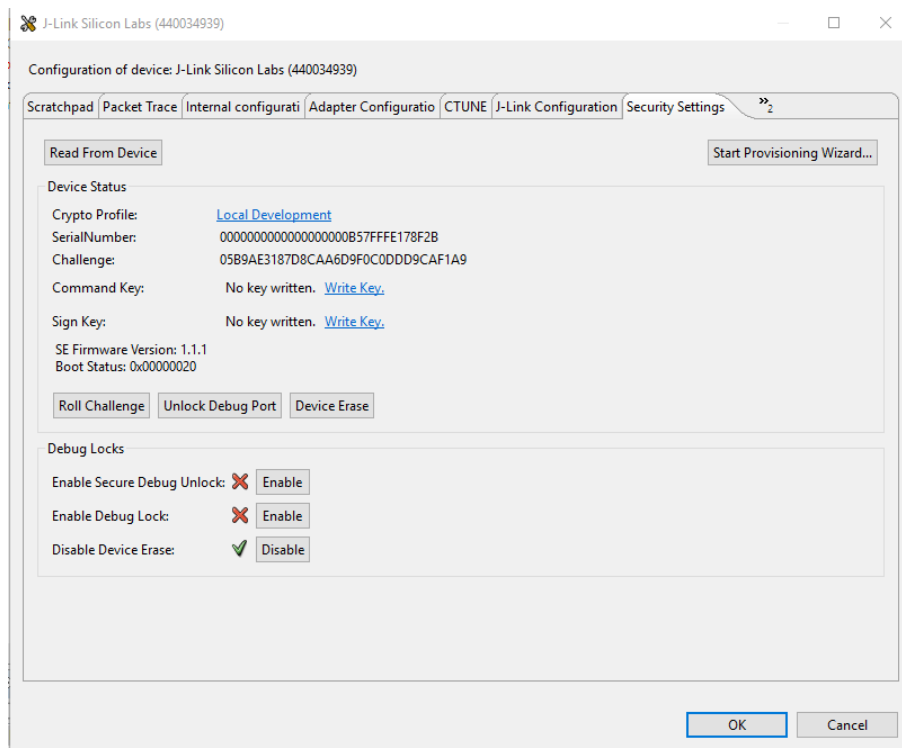 J-Link Silicon Labs (440034939)
Configuration of device: J-Link Silicon Labs (440034939)
Scratchpad Packet Trace Internal configurati Adapter Configuratio CTUNE J-Link Configuration Security Settings »2
Read From Device Start Provisioning Wizard...
Device Status
Crypto Profile: Local Development
SerialNumber: 0000000000000000000B57FFFE178F2B
Challenge: 05B9AE3187D8CAA6D9F0C0DDD9CAF1A9
Command Key: No key written. Write Key.
Sign Key: No key written. Write Key.
SE Firmware Version: 1.1.1
Boot Status: 0x00000020
Roll Challenge Unlock Debug Port Device Erase
Debug Locks
Enable Secure Debug Unlock: Enable
Enable Debug Lock: Enable
Disable Device Erase: Disable
OK Cancel